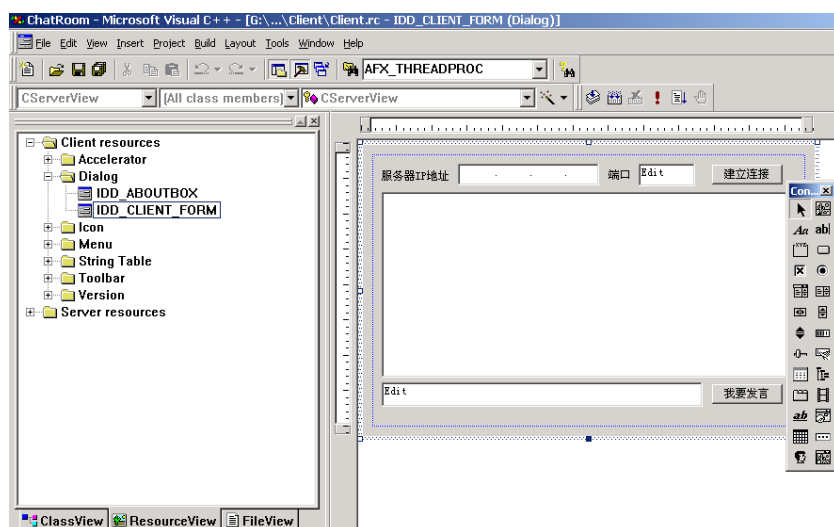 ChatRoom - Microsoft Visual C++ - [G:\...\Client\Client.rc - IDD_CLIENT_FORM (Dialog)]
File Edit View Insert Project Build Layout Tools Window Help
AFX_THREADPROC
CServerView [All class members] CServerView
Client resources
Accelerator
Dialog
IDD_ABOUTBOX
IDD_CLIENT_FORM
Icon
Menu
String Table
Toolbar
Version
Server resources
服务器IP地址 . . . 端口 Edit 建立连接
Con...
Aa ab|
Edit 我要发言
ab
ClassView ResourceView FileView